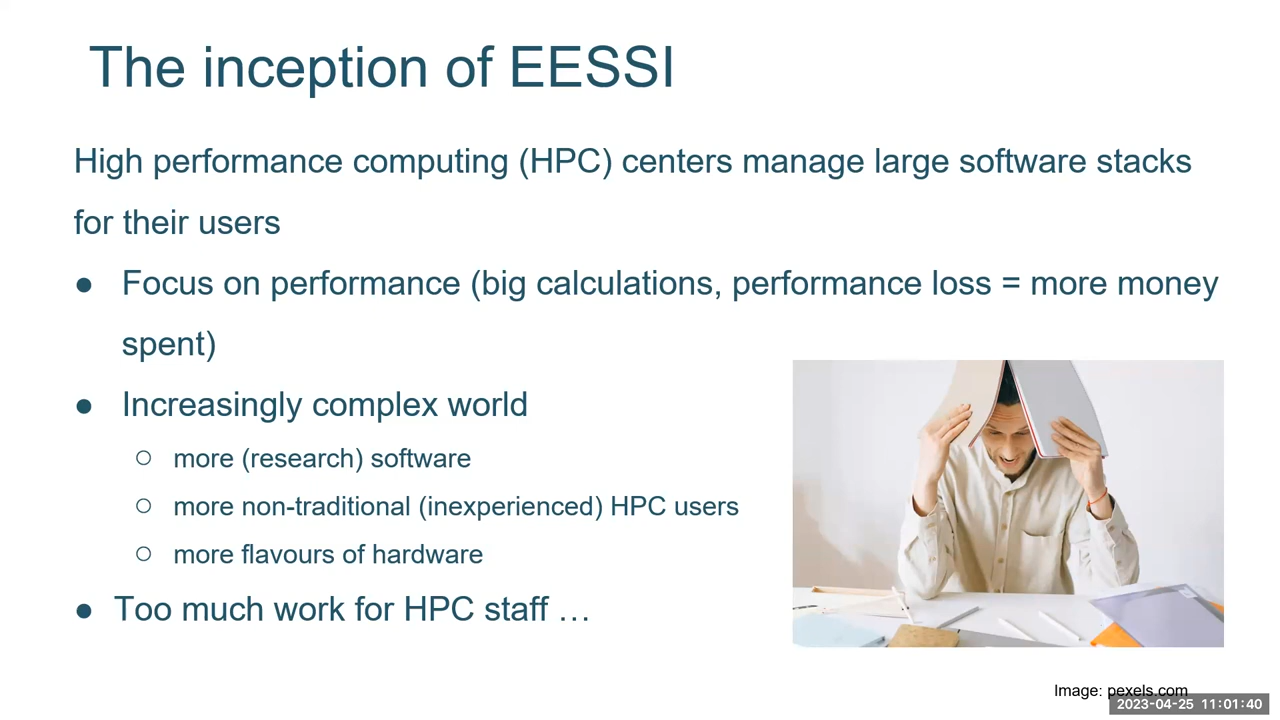 The inception of EESSI
High performance computing (HPC) centers manage large software stacks
for their users
● Focus on performance (big calculations, performance loss = more money
spent)
● Increasingly complex world
○ more (research) software
○ more non-traditional (inexperienced) HPC users
○ more flavours of hardware
● Too much work for HPC staff …
Image: pexels.com
2023-04-25 11:01:40